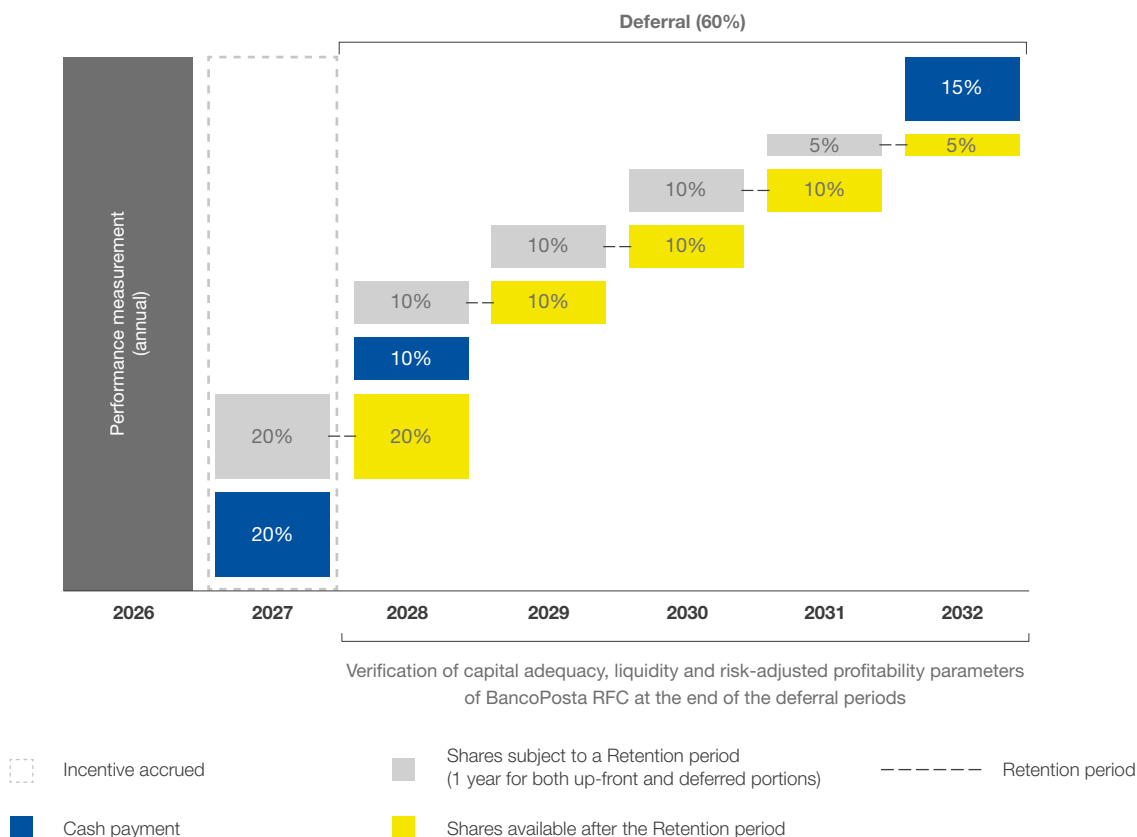 Deferral (60%)
15%
5%
5%
10%
10%
10%
10%
10%
10%
10%
20%
20%
20%
Performance measurement
(annual)
2026
2027
2028
2029
2030
2031
2032
Verification of capital adequacy, liquidity and risk-adjusted profitability parameters
of BancoPosta RFC at the end of the deferral periods
Incentive accrued
Shares subject to a Retention period
(1 year for both up-front and deferred portions)
Retention period
Cash payment
Shares available after the Retention period